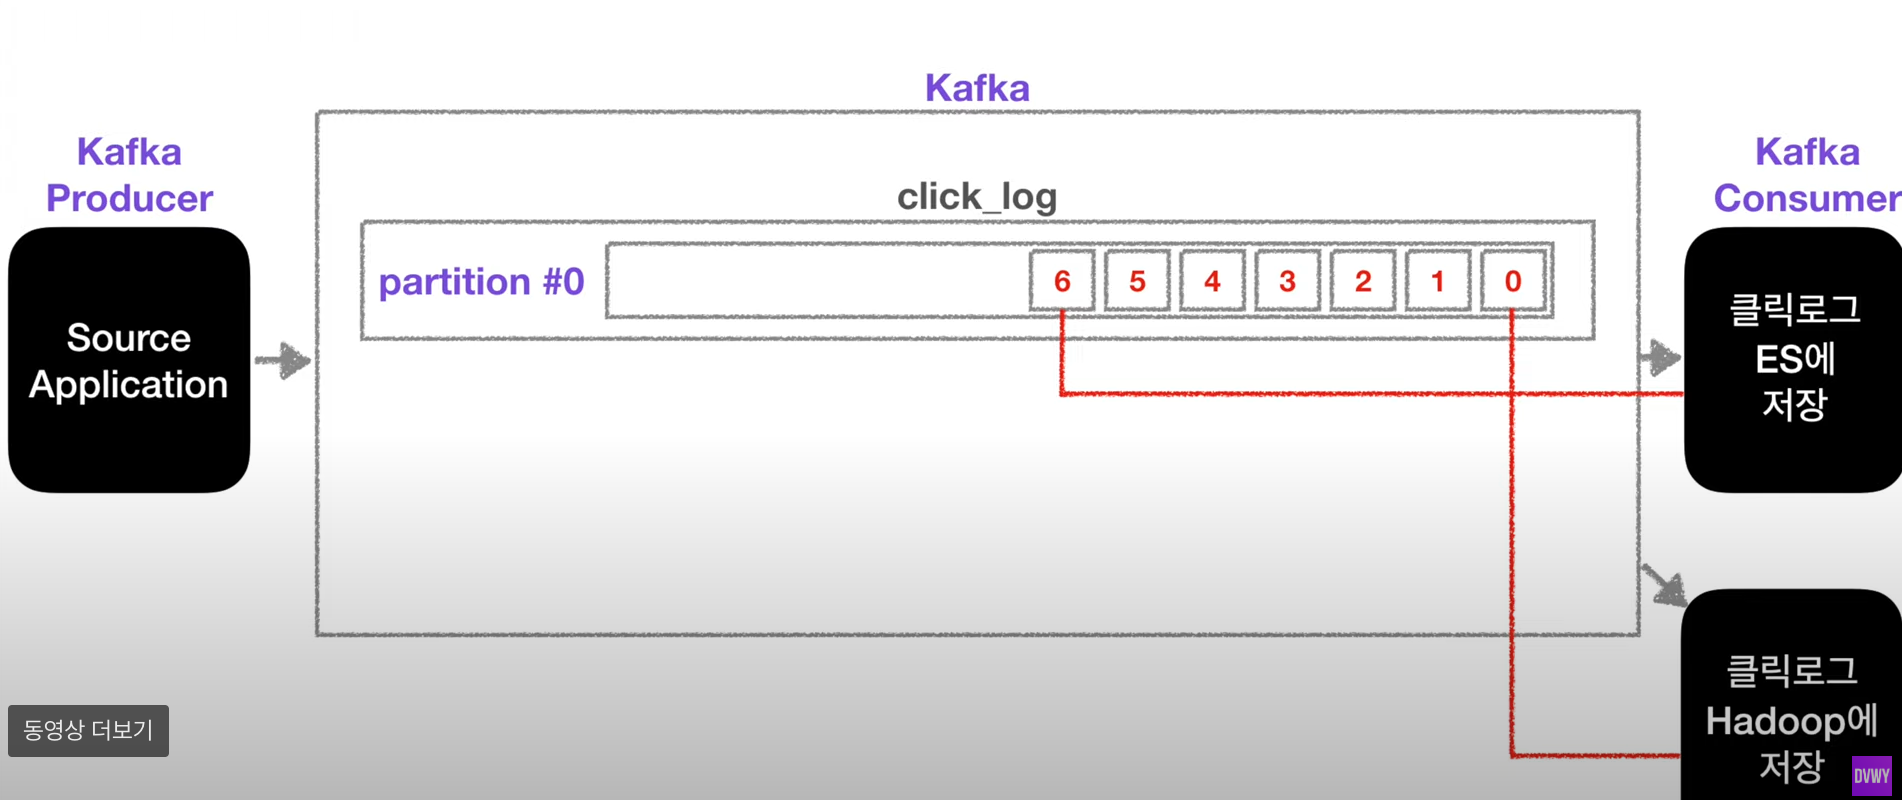 Kafka
Kafka
Producer
Source
Application
click_log
partition #0
6 5 4 3 2 1 0
Kafka
Consumer
클릭로그
ES에
저장
클릭로그
Hadoop에
저장
동영상 더보기
DVWY